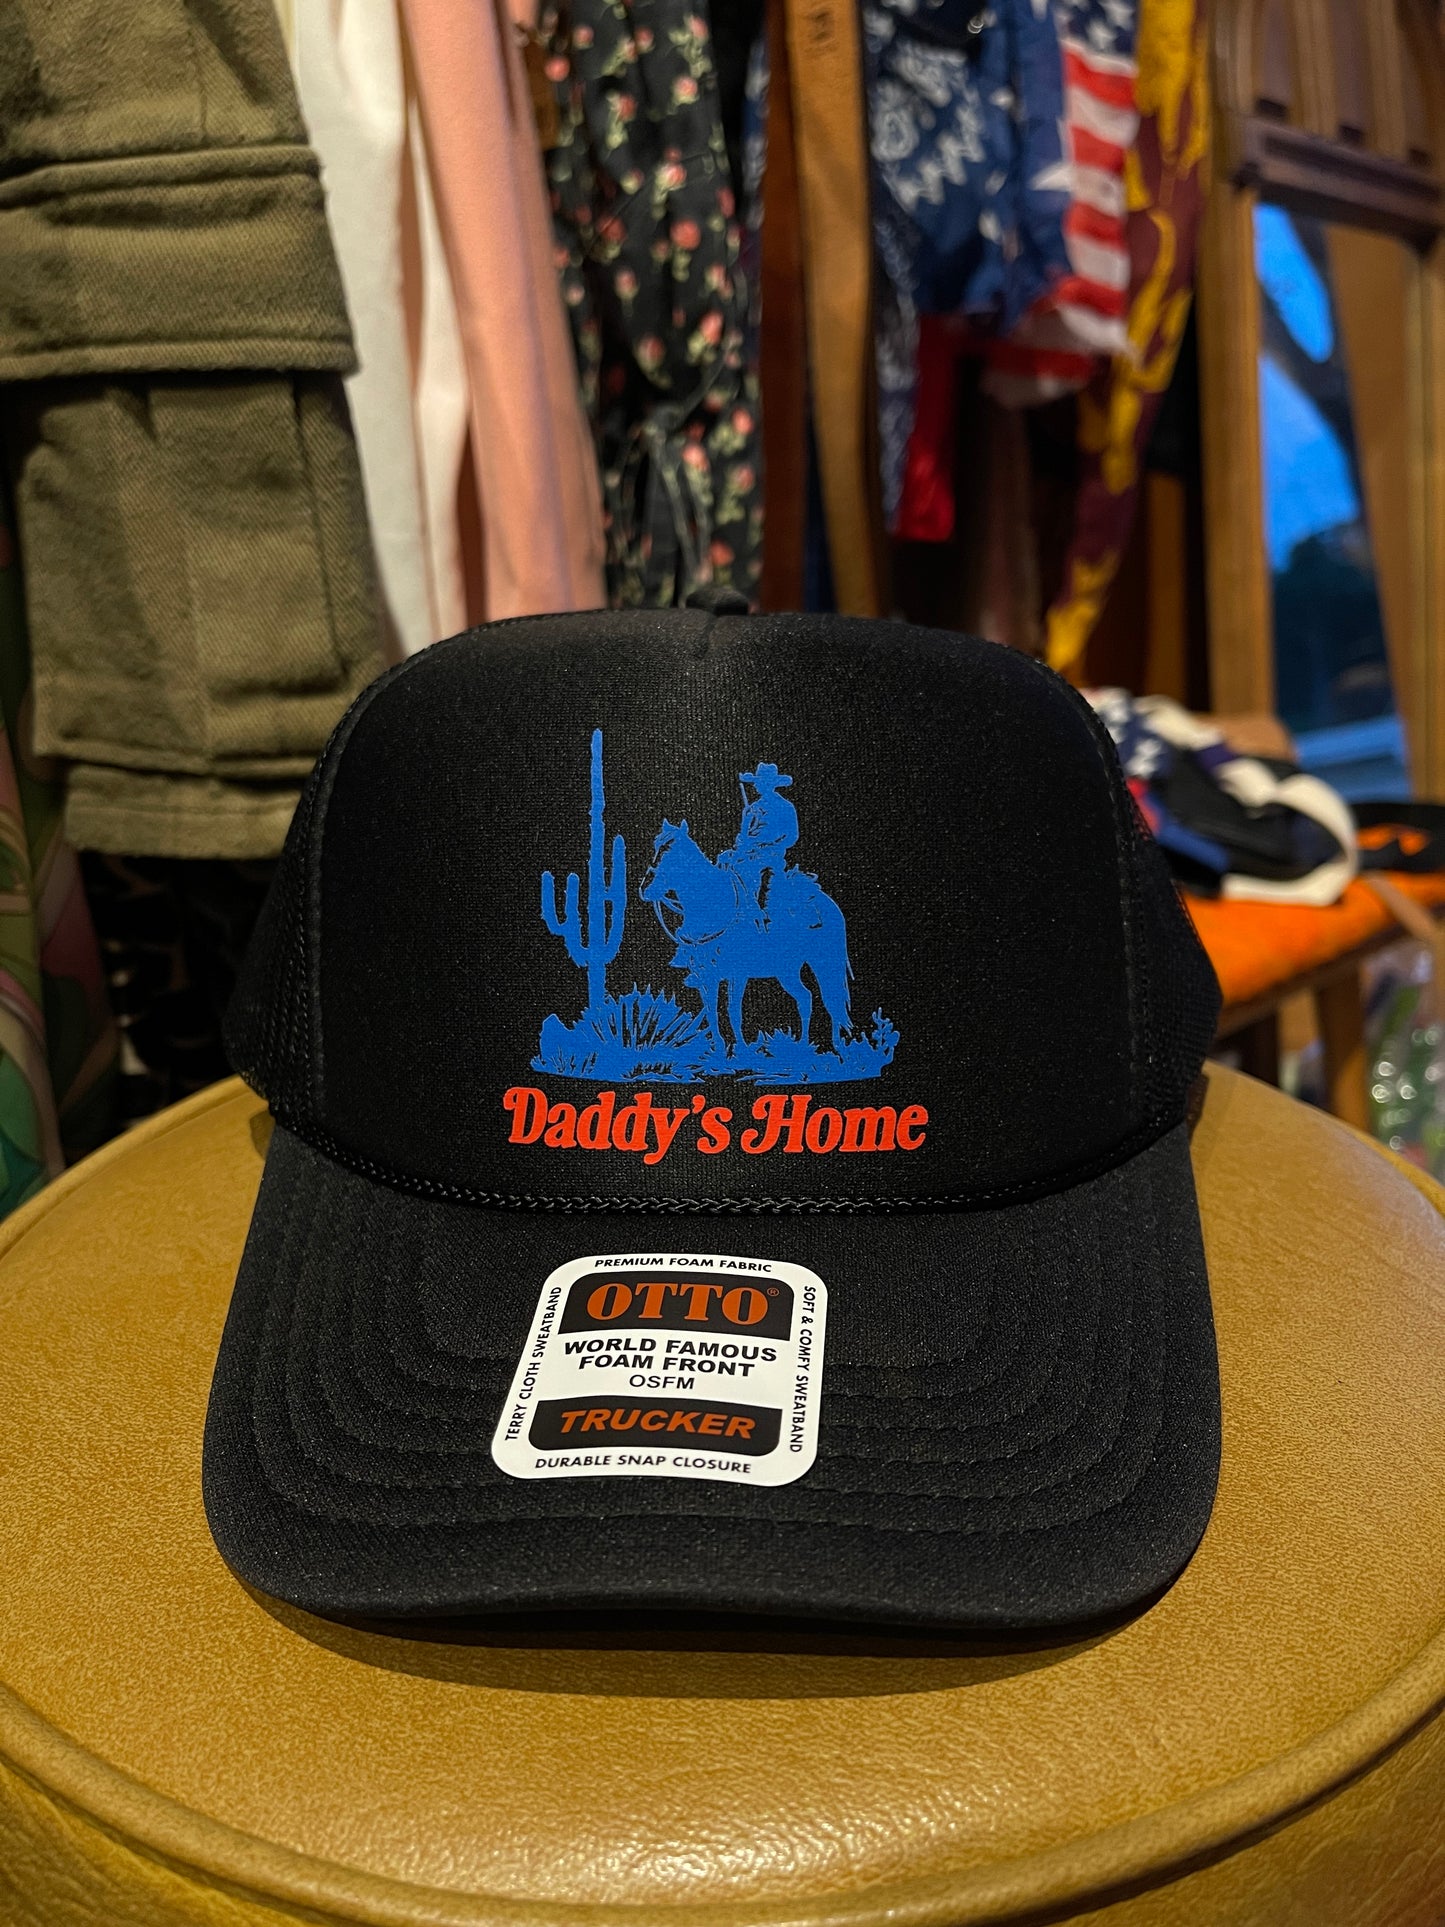 Daddy's Home
PREMIUM FOAM FABRIC
OTTO®
WORLD FAMOUS
FOAM FRONT
OSFM
TRUCKER
DURABLE SNAP CLOSURE
TERRY CLOTH SWEATBAND
SOFT & COMFY SWEATBAND